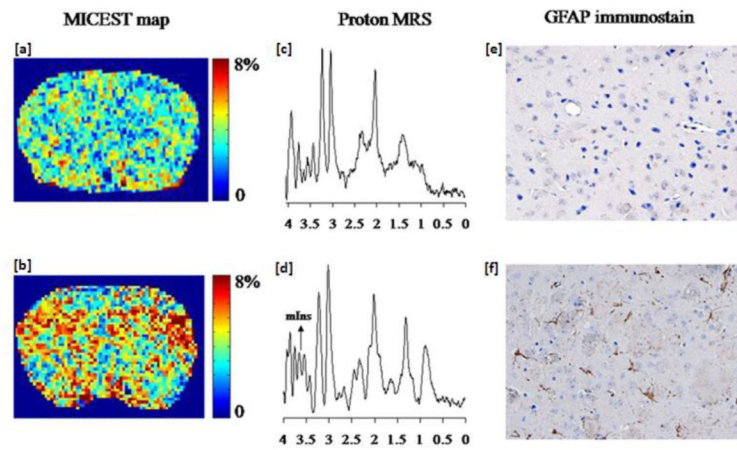 MICEST map Proton MRS GFAP immunostain
[a] [c] [e]
8%
0
4 3.5 3 2.5 2 1.5 1 0.5 0
[b] [d] [f]
8%
mIns
0
4 3.5 3 2.5 2 1.5 1 0.5 0